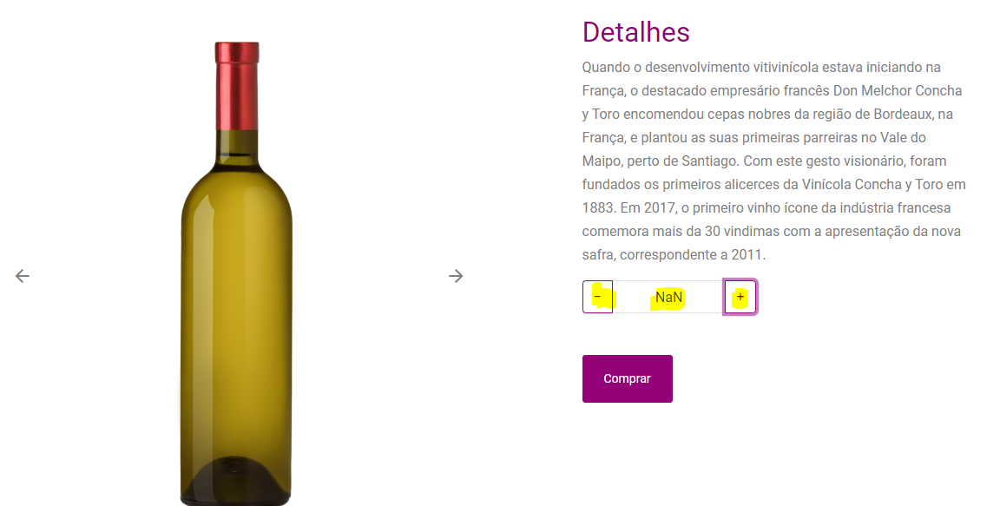 Detalhes
Quando o desenvolvimento vitivinícola estava iniciando na
França, o destacado empresário francês Don Melchor Concha
y Toro encomendou cepas nobres da região de Bordeaux, na
França, e plantou as suas primeiras parreiras no Vale do
Maipo, perto de Santiago. Com este gesto visionário, foram
fundados os primeiros alicerces da Vinícola Concha y Toro em
1883. Em 2017, o primeiro vinho ícone da indústria francesa
comemora mais da 30 vindimas com a apresentação da nova
safra, correspondente a 2011.
− NaN +
Comprar